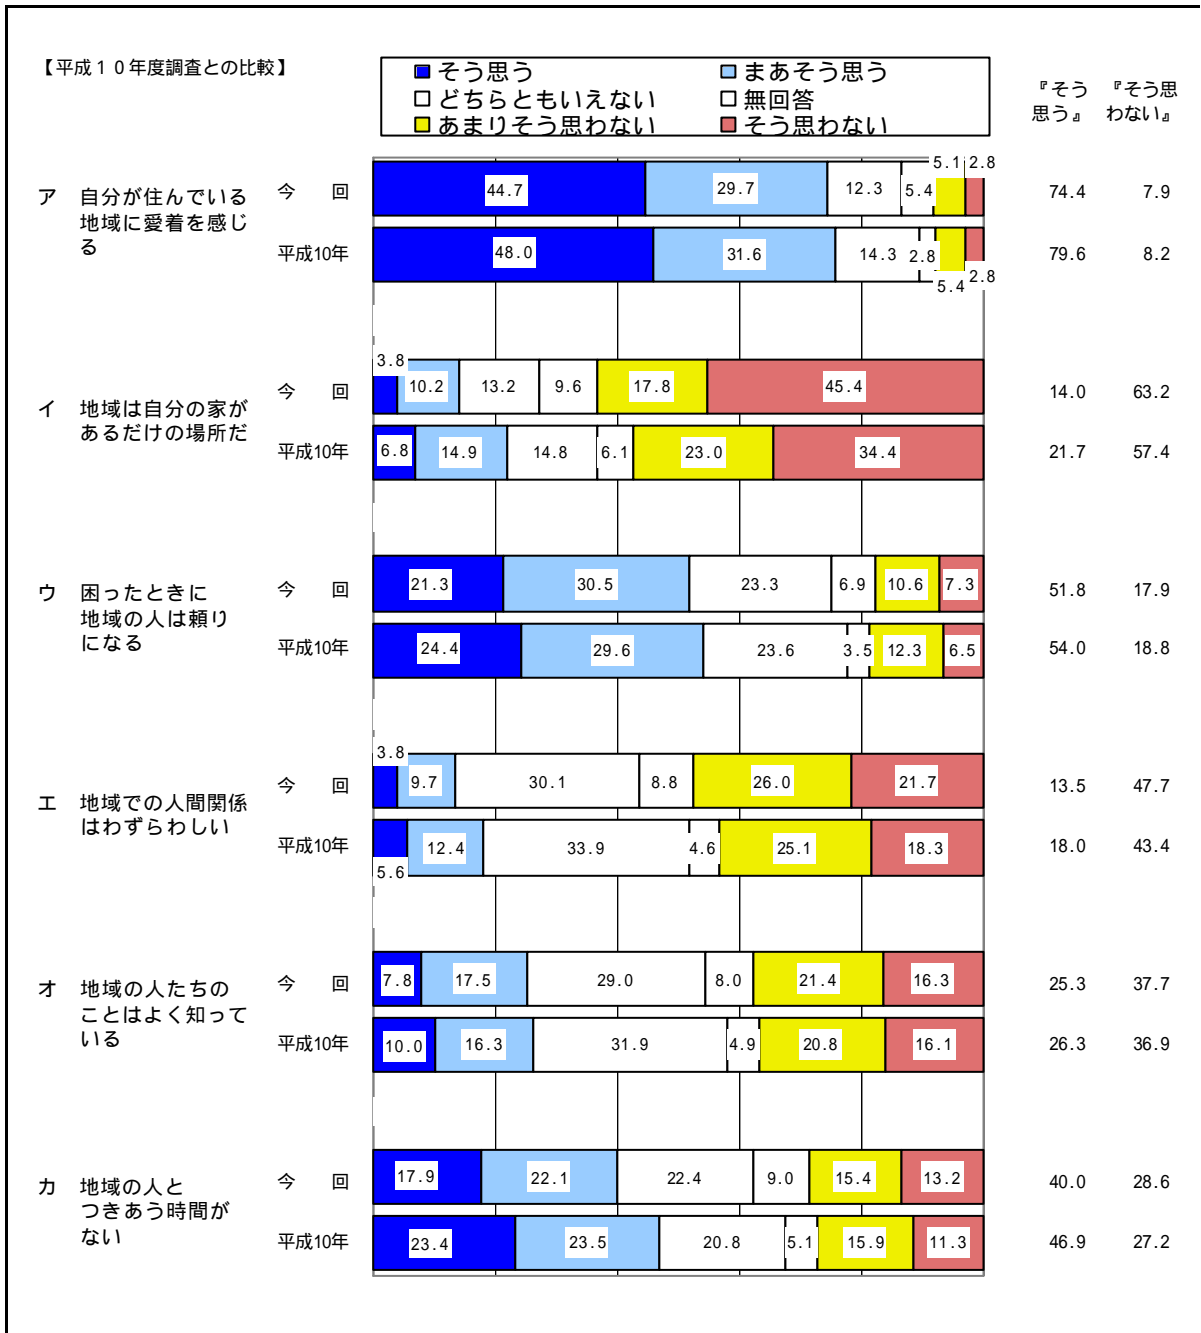 【平成１０年度調査との比較】
そう思う まあそう思う
どちらともいえない 無回答
あまりそう思わない そう思わない
『そう思う』 『そう思わない』
ア 自分が住んでいる
地域に愛着を感じ
る
今 回 44.7 29.7 12.3 5.4 5.1 2.8 74.4 7.9
平成10年 48.0 31.6 14.3 2.8 5.4 2.8 79.6 8.2
イ 地域は自分の家が
あるだけの場所だ
今 回 3.8 10.2 13.2 9.6 17.8 45.4 14.0 63.2
平成10年 6.8 14.9 14.8 6.1 23.0 34.4 21.7 57.4
ウ 困ったときに
地域の人は頼り
になる
今 回 21.3 30.5 23.3 6.9 10.6 7.3 51.8 17.9
平成10年 24.4 29.6 23.6 3.5 12.3 6.5 54.0 18.8
エ 地域での人間関係
はわずらわしい
今 回 3.8 9.7 30.1 8.8 26.0 21.7 13.5 47.7
平成10年 5.6 12.4 33.9 4.6 25.1 18.3 18.0 43.4
オ 地域の人たちの
ことはよく知って
いる
今 回 7.8 17.5 29.0 8.0 21.4 16.3 25.3 37.7
平成10年 10.0 16.3 31.9 4.9 20.8 16.1 26.3 36.9
カ 地域の人と
つきあう時間が
ない
今 回 17.9 22.1 22.4 9.0 15.4 13.2 40.0 28.6
平成10年 23.4 23.5 20.8 5.1 15.9 11.3 46.9 27.2